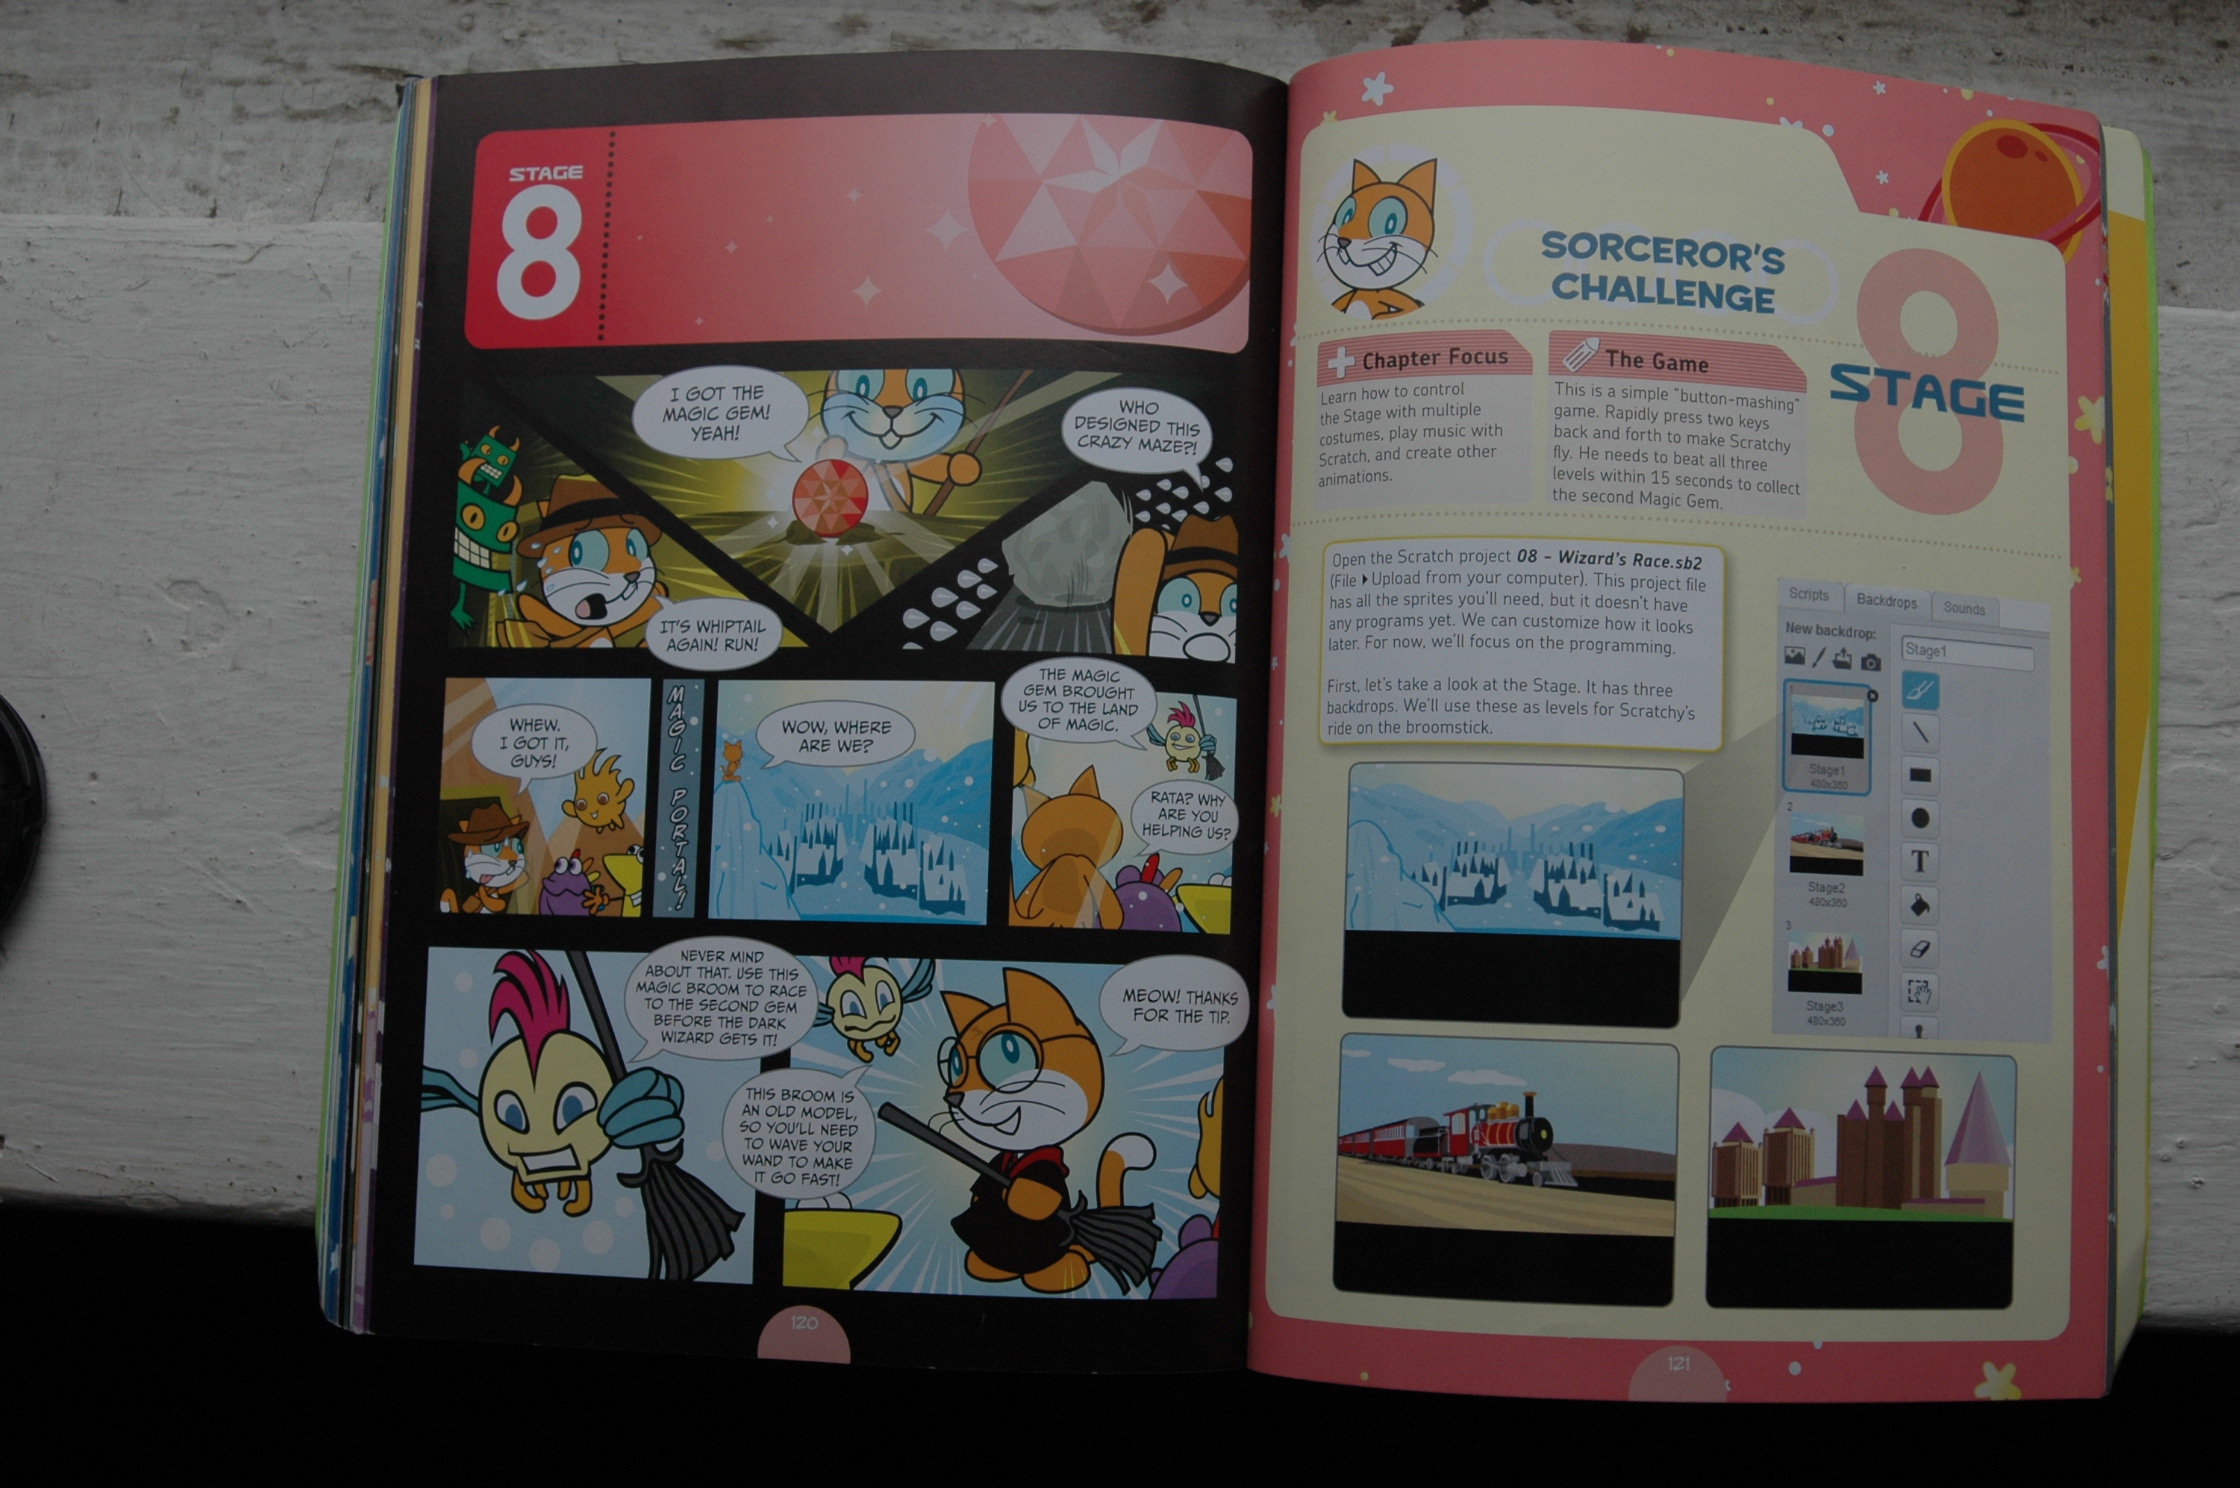 STAGE
8
I GOT THE
MAGIC GEM!
YEAH!
WHO
DESIGNED THIS
CRAZY MAZE?!
IT'S WHIPTAIL
AGAIN! RUN!
WHEW.
I GOT IT,
GUYS!
MAGIC PORTAL!
WOW, WHERE
ARE WE?
THE MAGIC
GEM BROUGHT
US TO THE LAND
OF MAGIC.
RATA? WHY
ARE YOU
HELPING US?
NEVER MIND
ABOUT THAT. USE THIS
MAGIC BROOM TO RACE
TO THE SECOND GEM
BEFORE THE DARK
WIZARD GETS IT!
THIS BROOM IS
AN OLD MODEL,
SO YOU'LL NEED
TO WAVE YOUR
WAND TO MAKE
IT GO FAST!
MEOW! THANKS
FOR THE TIP.
120
SORCEROR'S
CHALLENGE
8
STAGE
Chapter Focus
Learn how to control
the Stage with multiple
costumes, play music with
Scratch, and create other
animations.
The Game
This is a simple "button-mashing"
game. Rapidly press two keys
back and forth to make Scratchy
fly. He needs to beat all three
levels within 15 seconds to collect
the second Magic Gem.
Open the Scratch project 08 - Wizard's Race.sb2
(File ▸ Upload from your computer). This project file
has all the sprites you'll need, but it doesn't have
any programs yet. We can customize how it looks
later. For now, we'll focus on the programming.
First, let's take a look at the Stage. It has three
backdrops. We'll use these as levels for Scratchy's
ride on the broomstick.
Scripts Backdrops Sounds
New backdrop:
Stage1
Stage1
480x360
2
Stage2
480x360
3
Stage3
480x360
T
121